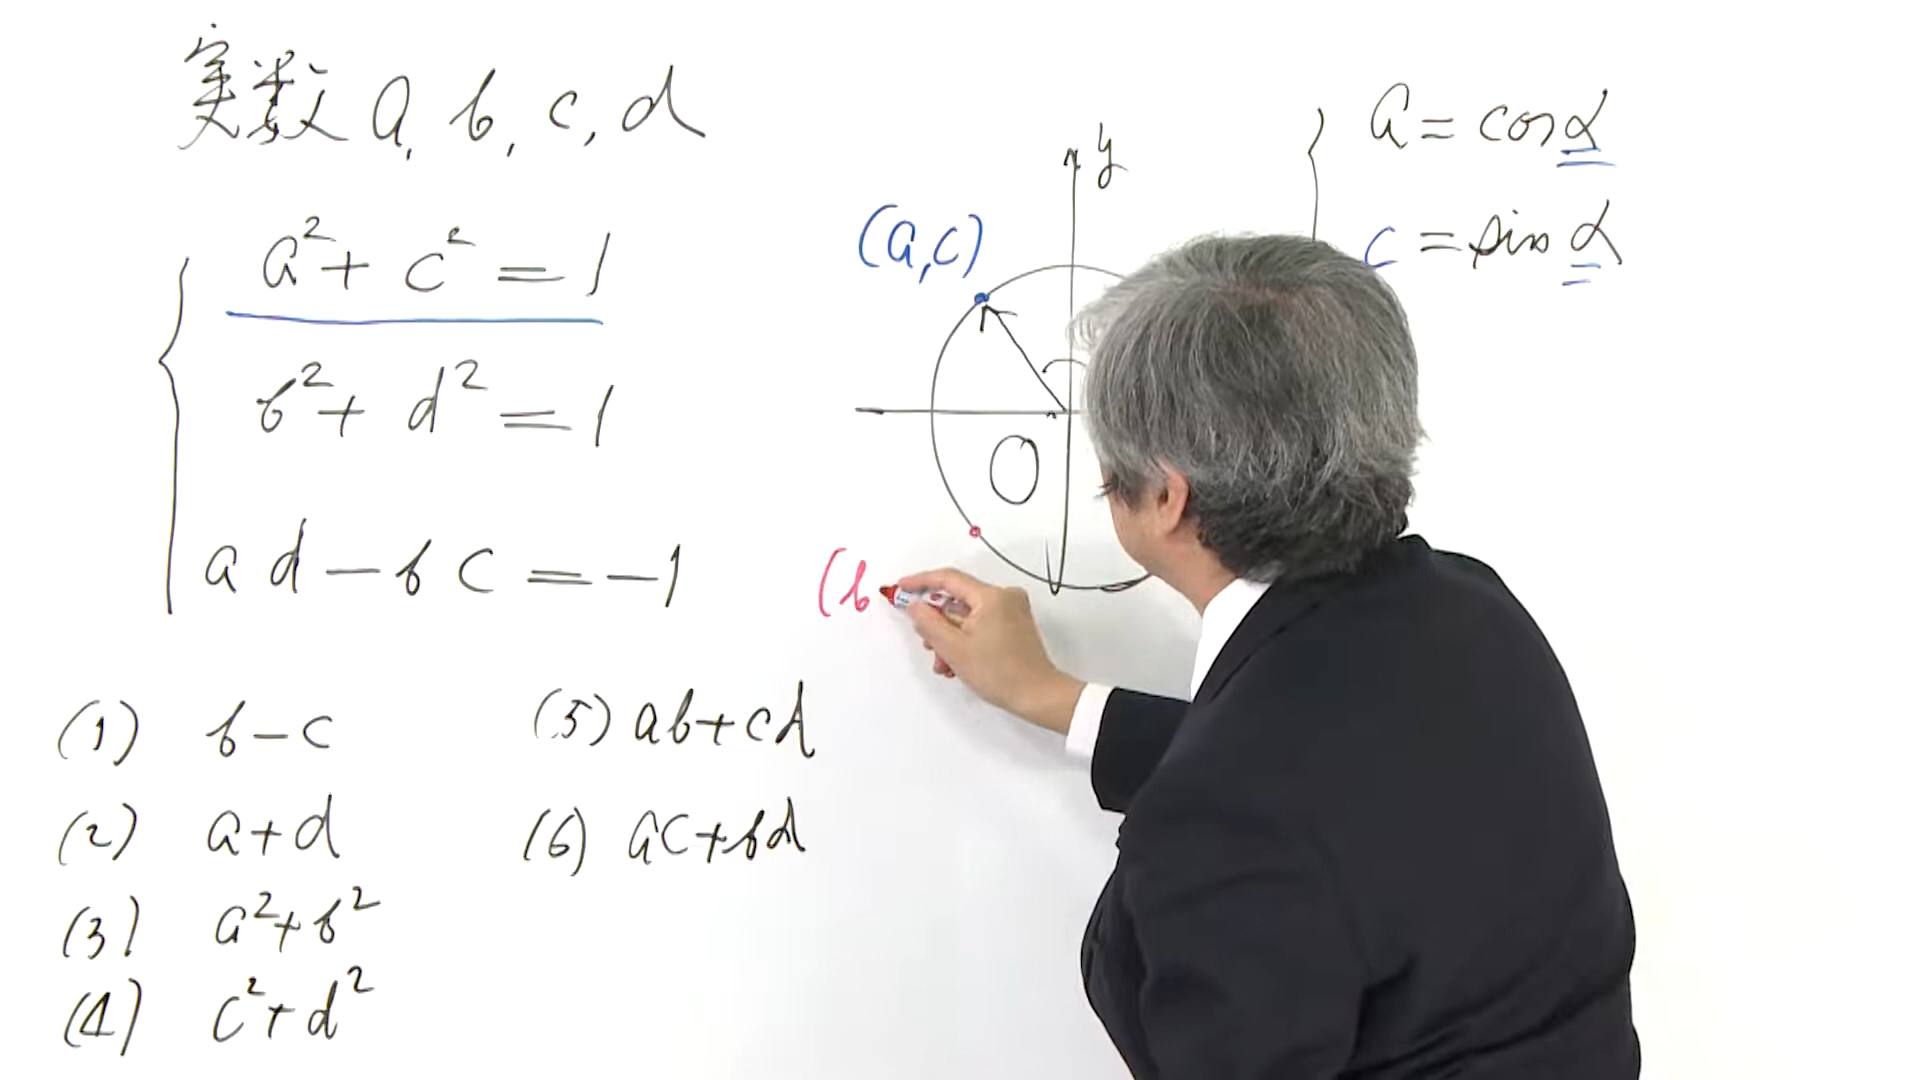 実数 a, b, c, d
a² + c² = 1
b² + d² = 1
ad − bc = −1
(1) b − c
(2) a + d
(3) a² + b²
(4) c² + d²
(5) ab + cd
(6) ac + bd
y
(a, c)
O
(b
a = cos α
c = sin α